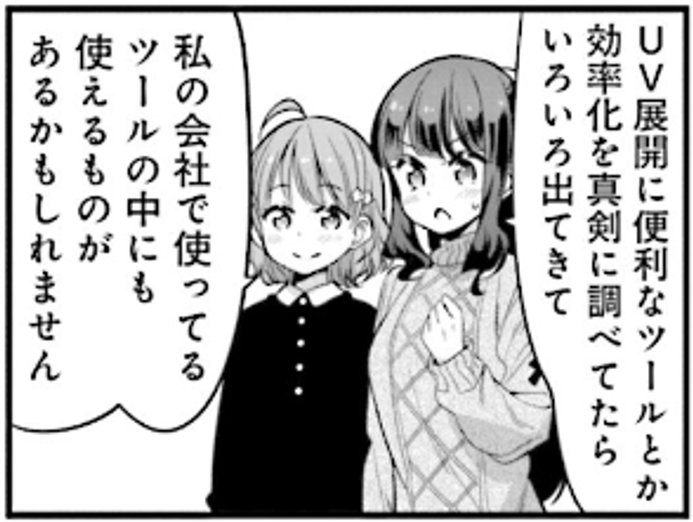 UV展開に便利なツールとか
効率化を真剣に調べてたら
いろいろ出てきて
私の会社で使ってる
ツールの中にも
使えるものが
あるかもしれません